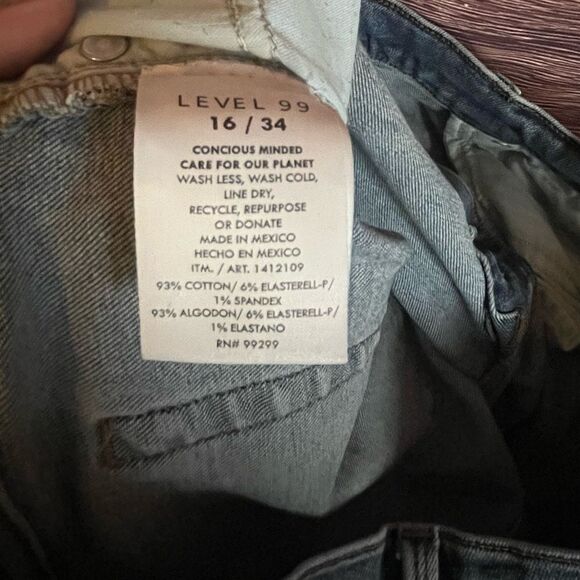 LEVEL 99
16 / 34
CONCIOUS MINDED
CARE FOR OUR PLANET
WASH LESS, WASH COLD,
LINE DRY,
RECYCLE, REPURPOSE
OR DONATE
MADE IN MEXICO
HECHO EN MEXICO
ITM. / ART. 1412109
93% COTTON/ 6% ELASTERELL-P/
1% SPANDEX
93% ALGODON/ 6% ELASTERELL-P/
1% ELASTANO
RN# 99299